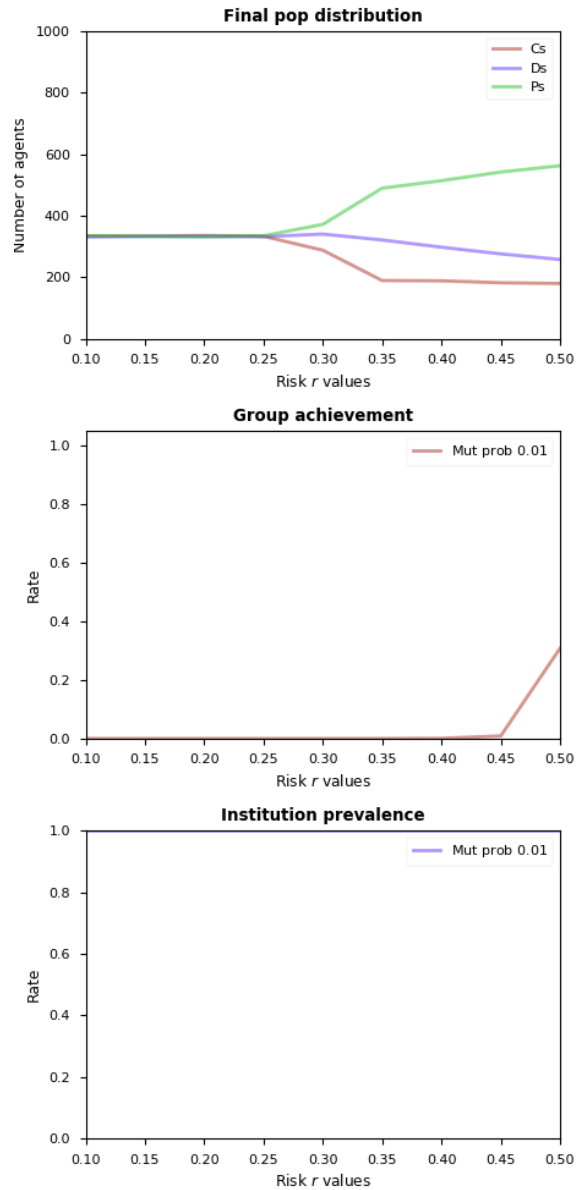 Final pop distribution
1000
800
600
400
200
0
Number of agents
Cs
Ds
Ps
0.10 0.15 0.20 0.25 0.30 0.35 0.40 0.45 0.50
Risk r values
Group achievement
1.0
0.8
0.6
0.4
0.2
0.0
Rate
Mut prob 0.01
0.10 0.15 0.20 0.25 0.30 0.35 0.40 0.45 0.50
Risk r values
Institution prevalence
1.0
0.8
0.6
0.4
0.2
0.0
Rate
Mut prob 0.01
0.10 0.15 0.20 0.25 0.30 0.35 0.40 0.45 0.50
Risk r values